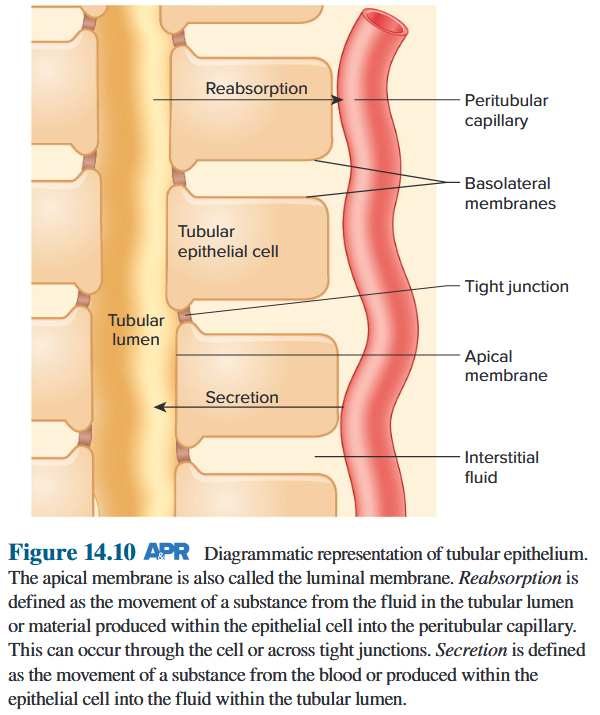 Reabsorption
Peritubular
capillary
Basolateral
membranes
Tubular
epithelial cell
Tight junction
Tubular
lumen
Apical
membrane
Secretion
Interstitial
fluid
Figure 14.10 AP&R Diagrammatic representation of tubular epithelium.
The apical membrane is also called the luminal membrane. Reabsorption is
defined as the movement of a substance from the fluid in the tubular lumen
or material produced within the epithelial cell into the peritubular capillary.
This can occur through the cell or across tight junctions. Secretion is defined
as the movement of a substance from the blood or produced within the
epithelial cell into the fluid within the tubular lumen.